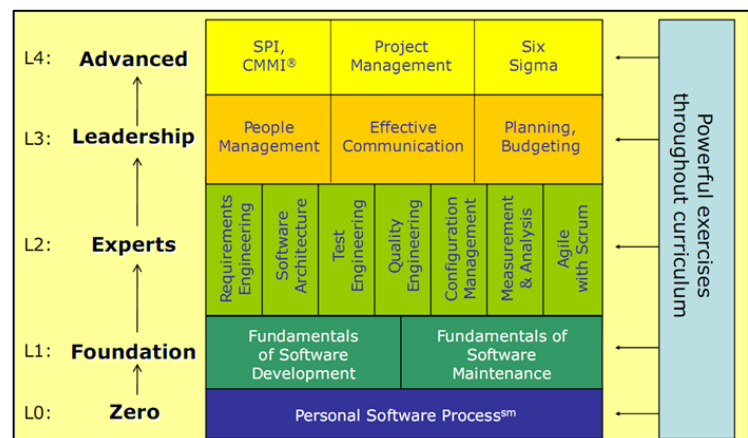 L4: Advanced
SPI,
CMMI®
Project
Management
Six
Sigma
L3: Leadership
People
Management
Effective
Communication
Planning,
Budgeting
L2: Experts
Requirements
Engineering
Software
Architecture
Test
Engineering
Quality
Engineering
Configuration
Management
Measurement
& Analysis
Agile
with Scrum
L1: Foundation
Fundamentals
of Software
Development
Fundamentals of
Software
Maintenance
L0: Zero
Personal Software Process℠
Powerful exercises
throughout curriculum